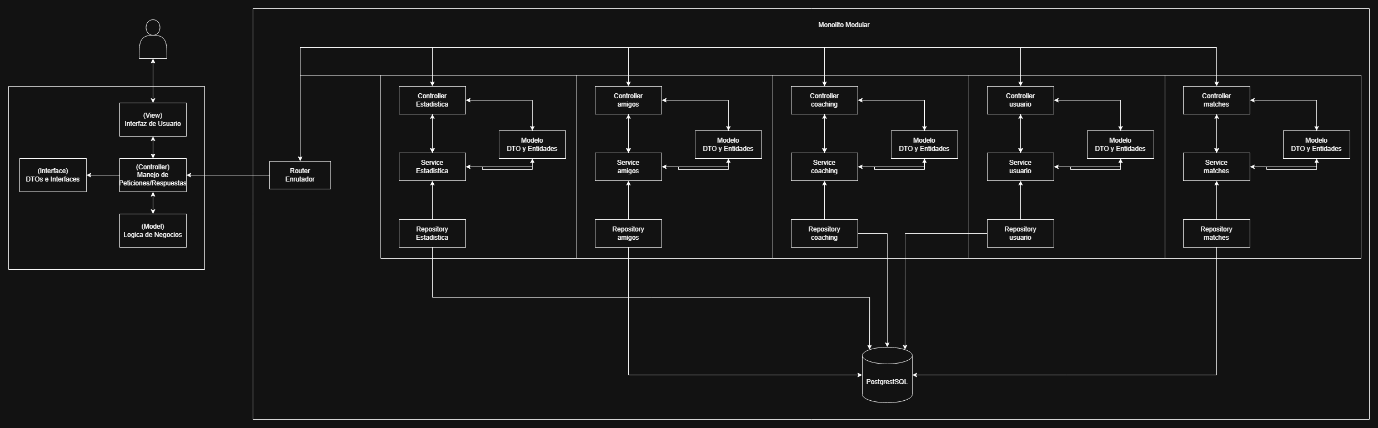 Monolito Modular
(View)
Interfaz de Usuario
(Interface)
DTOs e Interfaces
(Controller)
Manejo de
Peticiones/Respuestas
(Model)
Logica de Negocios
Router
Enrutador
Controller
Estadistica
Modelo
DTO y Entidades
Service
Estadistica
Repository
Estadistica
Controller
amigos
Modelo
DTO y Entidades
Service
amigos
Repository
amigos
Controller
coaching
Modelo
DTO y Entidades
Service
coaching
Repository
coaching
Controller
usuario
Modelo
DTO y Entidades
Service
usuario
Repository
usuario
Controller
matches
Modelo
DTO y Entidades
Service
matches
Repository
matches
PostgrestSQL